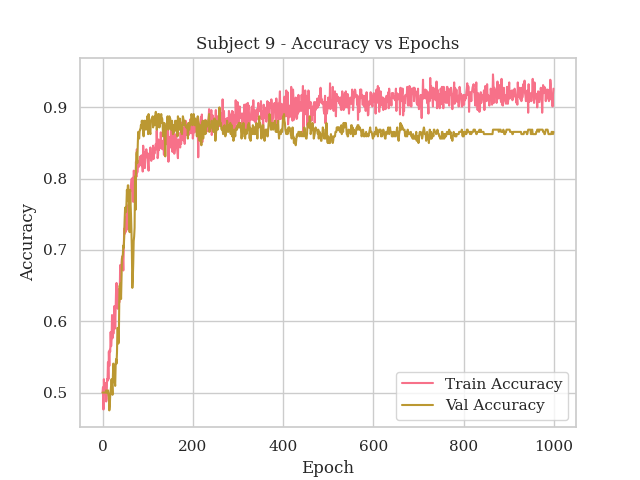 Subject 9 - Accuracy vs Epochs
Accuracy
0.9
0.8
0.7
0.6
0.5
0 200 400 600 800 1000
Epoch
Train Accuracy
Val Accuracy